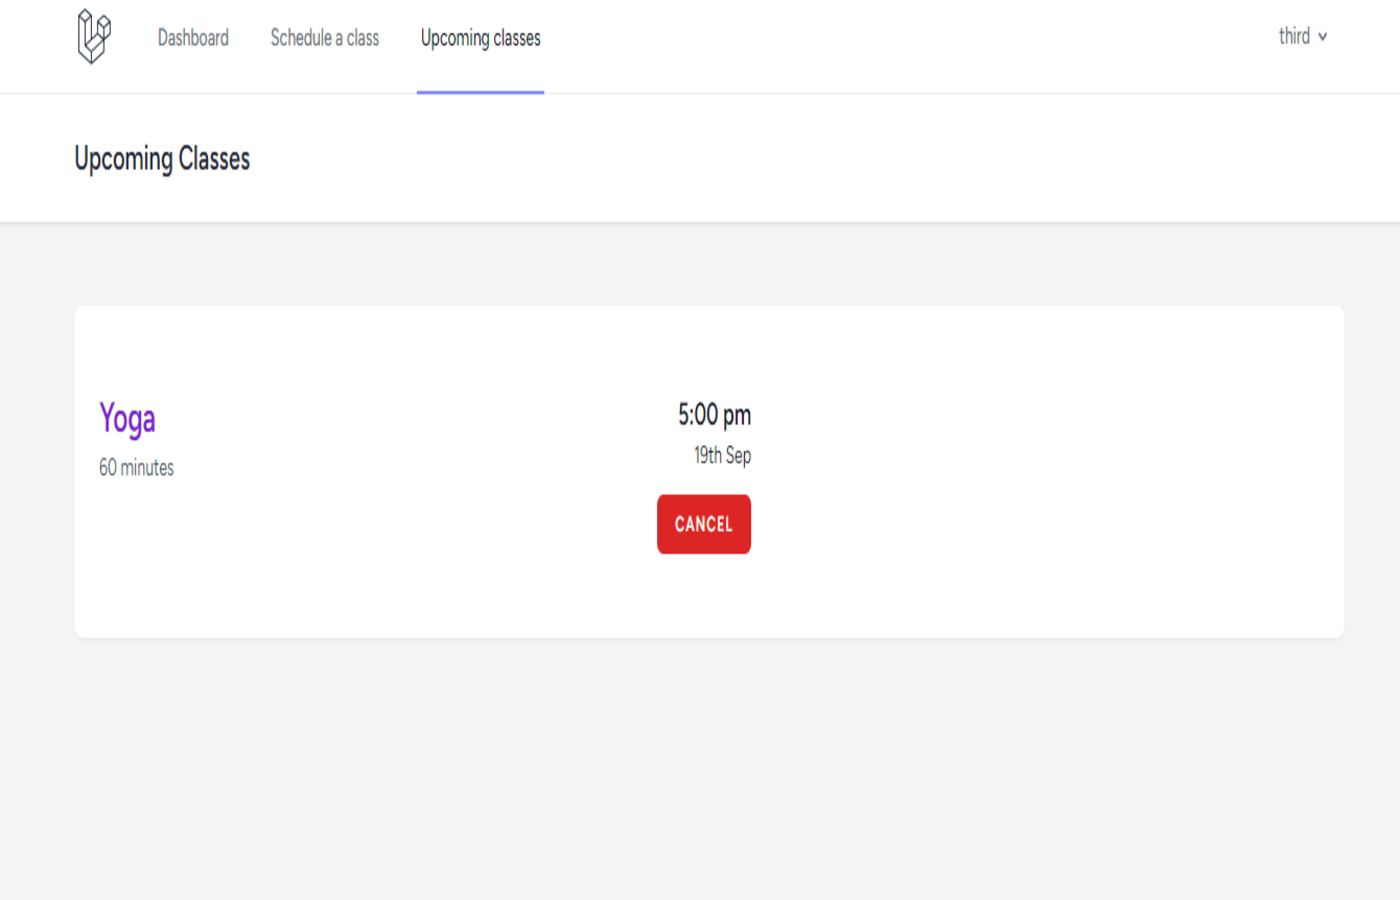 Dashboard
Schedule a class
Upcoming classes
third
Upcoming Classes
Yoga
60 minutes
5:00 pm
19th Sep
CANCEL